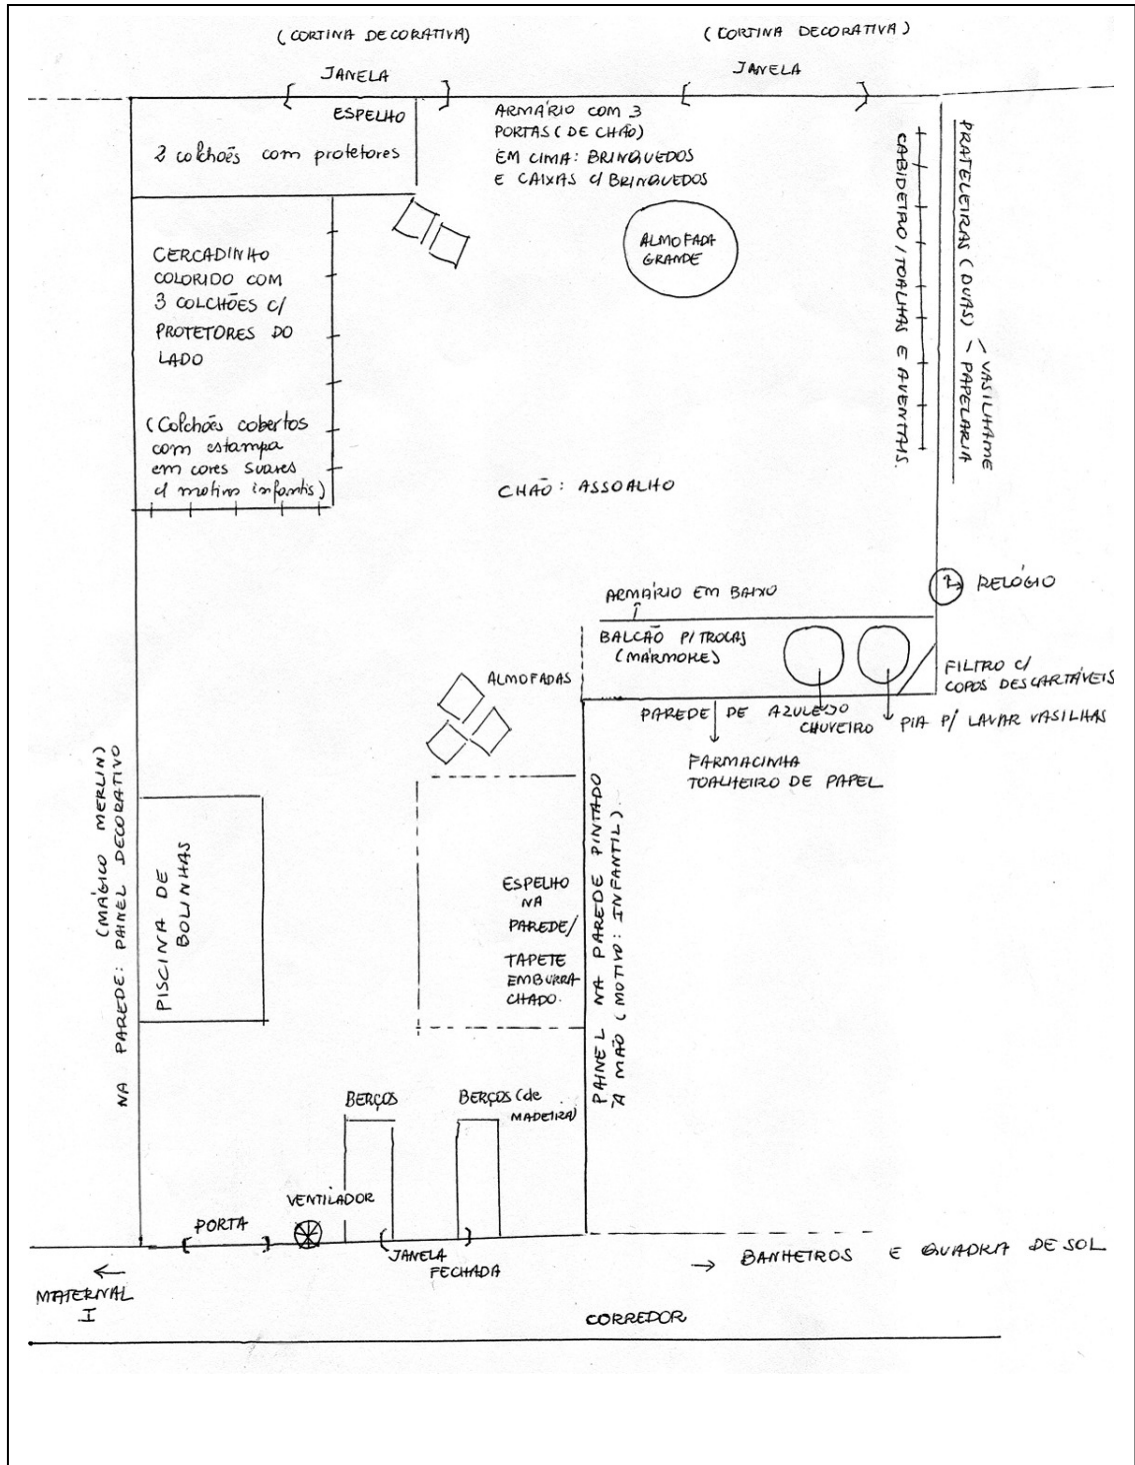 (CORTINA DECORATIVA)
(CORTINA DECORATIVA)
JANELA
JANELA
ESPELHO
2 colchões com protetores
ARMÁRIO COM 3
PORTAS (DE CHÃO)
EM CIMA: BRINQUEDOS
E CAIXAS C/ BRINQUEDOS
ALMOFADA
GRANDE
CABIDEIRO/TOALHAS E AVENTAIS.
PRATELEIRAS (DUAS) < VASILHAME
< PAPELARIA
CERCADINHO
COLORIDO COM
3 COLCHÕES C/
PROTETORES DO
LADO
(Colchões cobertos
com estampa
em cores suaves
c/ motivos infantis)
CHÃO: ASSOALHO
RELÓGIO
ARMÁRIO EM BAIXO
BALCÃO P/ TROCAS
(MÁRMORE)
FILTRO C/
COPOS DESCARTÁVEIS
PAREDE DE AZULEJO
CHUVEIRO
PIA P/ LAVAR VASILHAS
FARMACINHA
TOALHEIRO DE PAPEL
ALMOFADAS
(MÁGICO MERLIN)
NA PAREDE: PAINEL DECORATIVO
PISCINA DE
BOLINHAS
ESPELHO
NA
PAREDE/
TAPETE
EMBURRA
CHADO.
PAINEL NA PAREDE PINTADO
À MÃO (MOTIVO: INFANTIL).
BERÇOS
BERÇOS (de
MADEIRA)
VENTILADOR
PORTA
JANELA
FECHADA
← MATERNAL
I
→ BANHEIROS E QUADRA DE SOL
CORREDOR